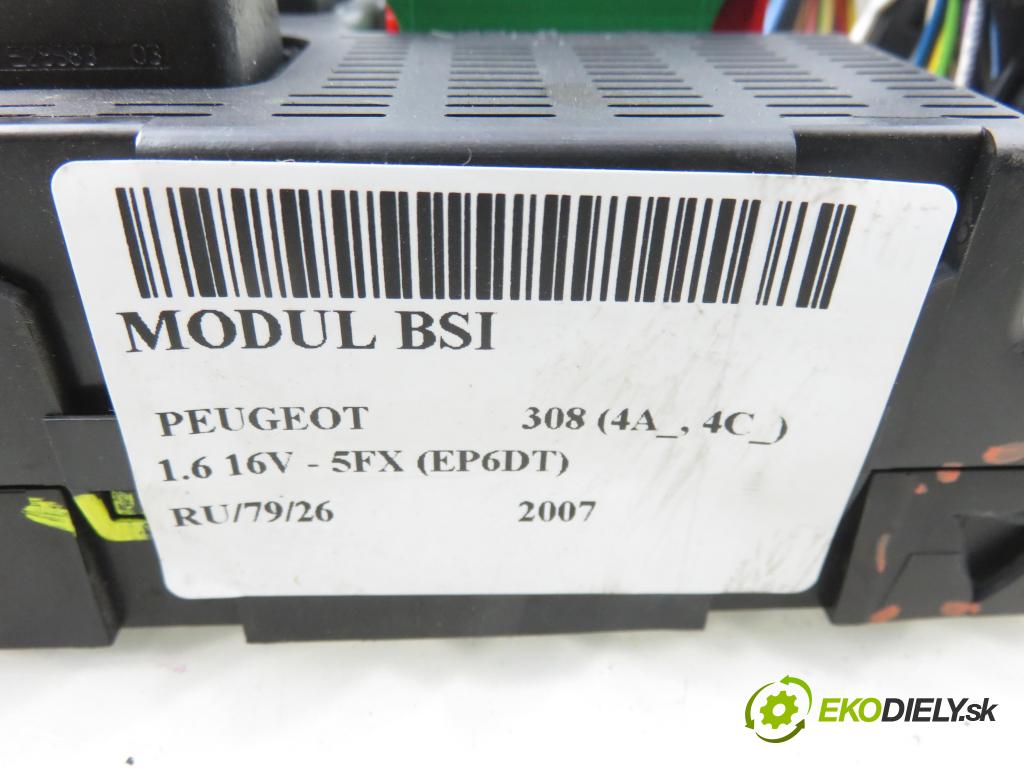 MODUL BSI
PEUGEOT 308 (4A_, 4C_)
1.6 16V - 5FX (EP6DT)
RU/79/26 2007
EKODIELY.sk